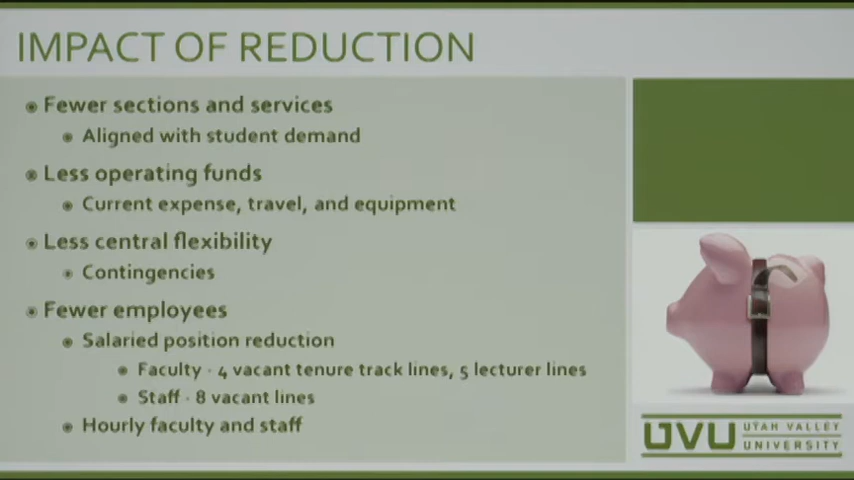 IMPACT OF REDUCTION
Fewer sections and services
Aligned with student demand
Less operating funds
Current expense, travel, and equipment
Less central flexibility
Contingencies
Fewer employees
Salaried position reduction
Faculty - 4 vacant tenure track lines, 5 lecturer lines
Staff - 8 vacant lines
Hourly faculty and staff
UVU UTAH VALLEY
UNIVERSITY